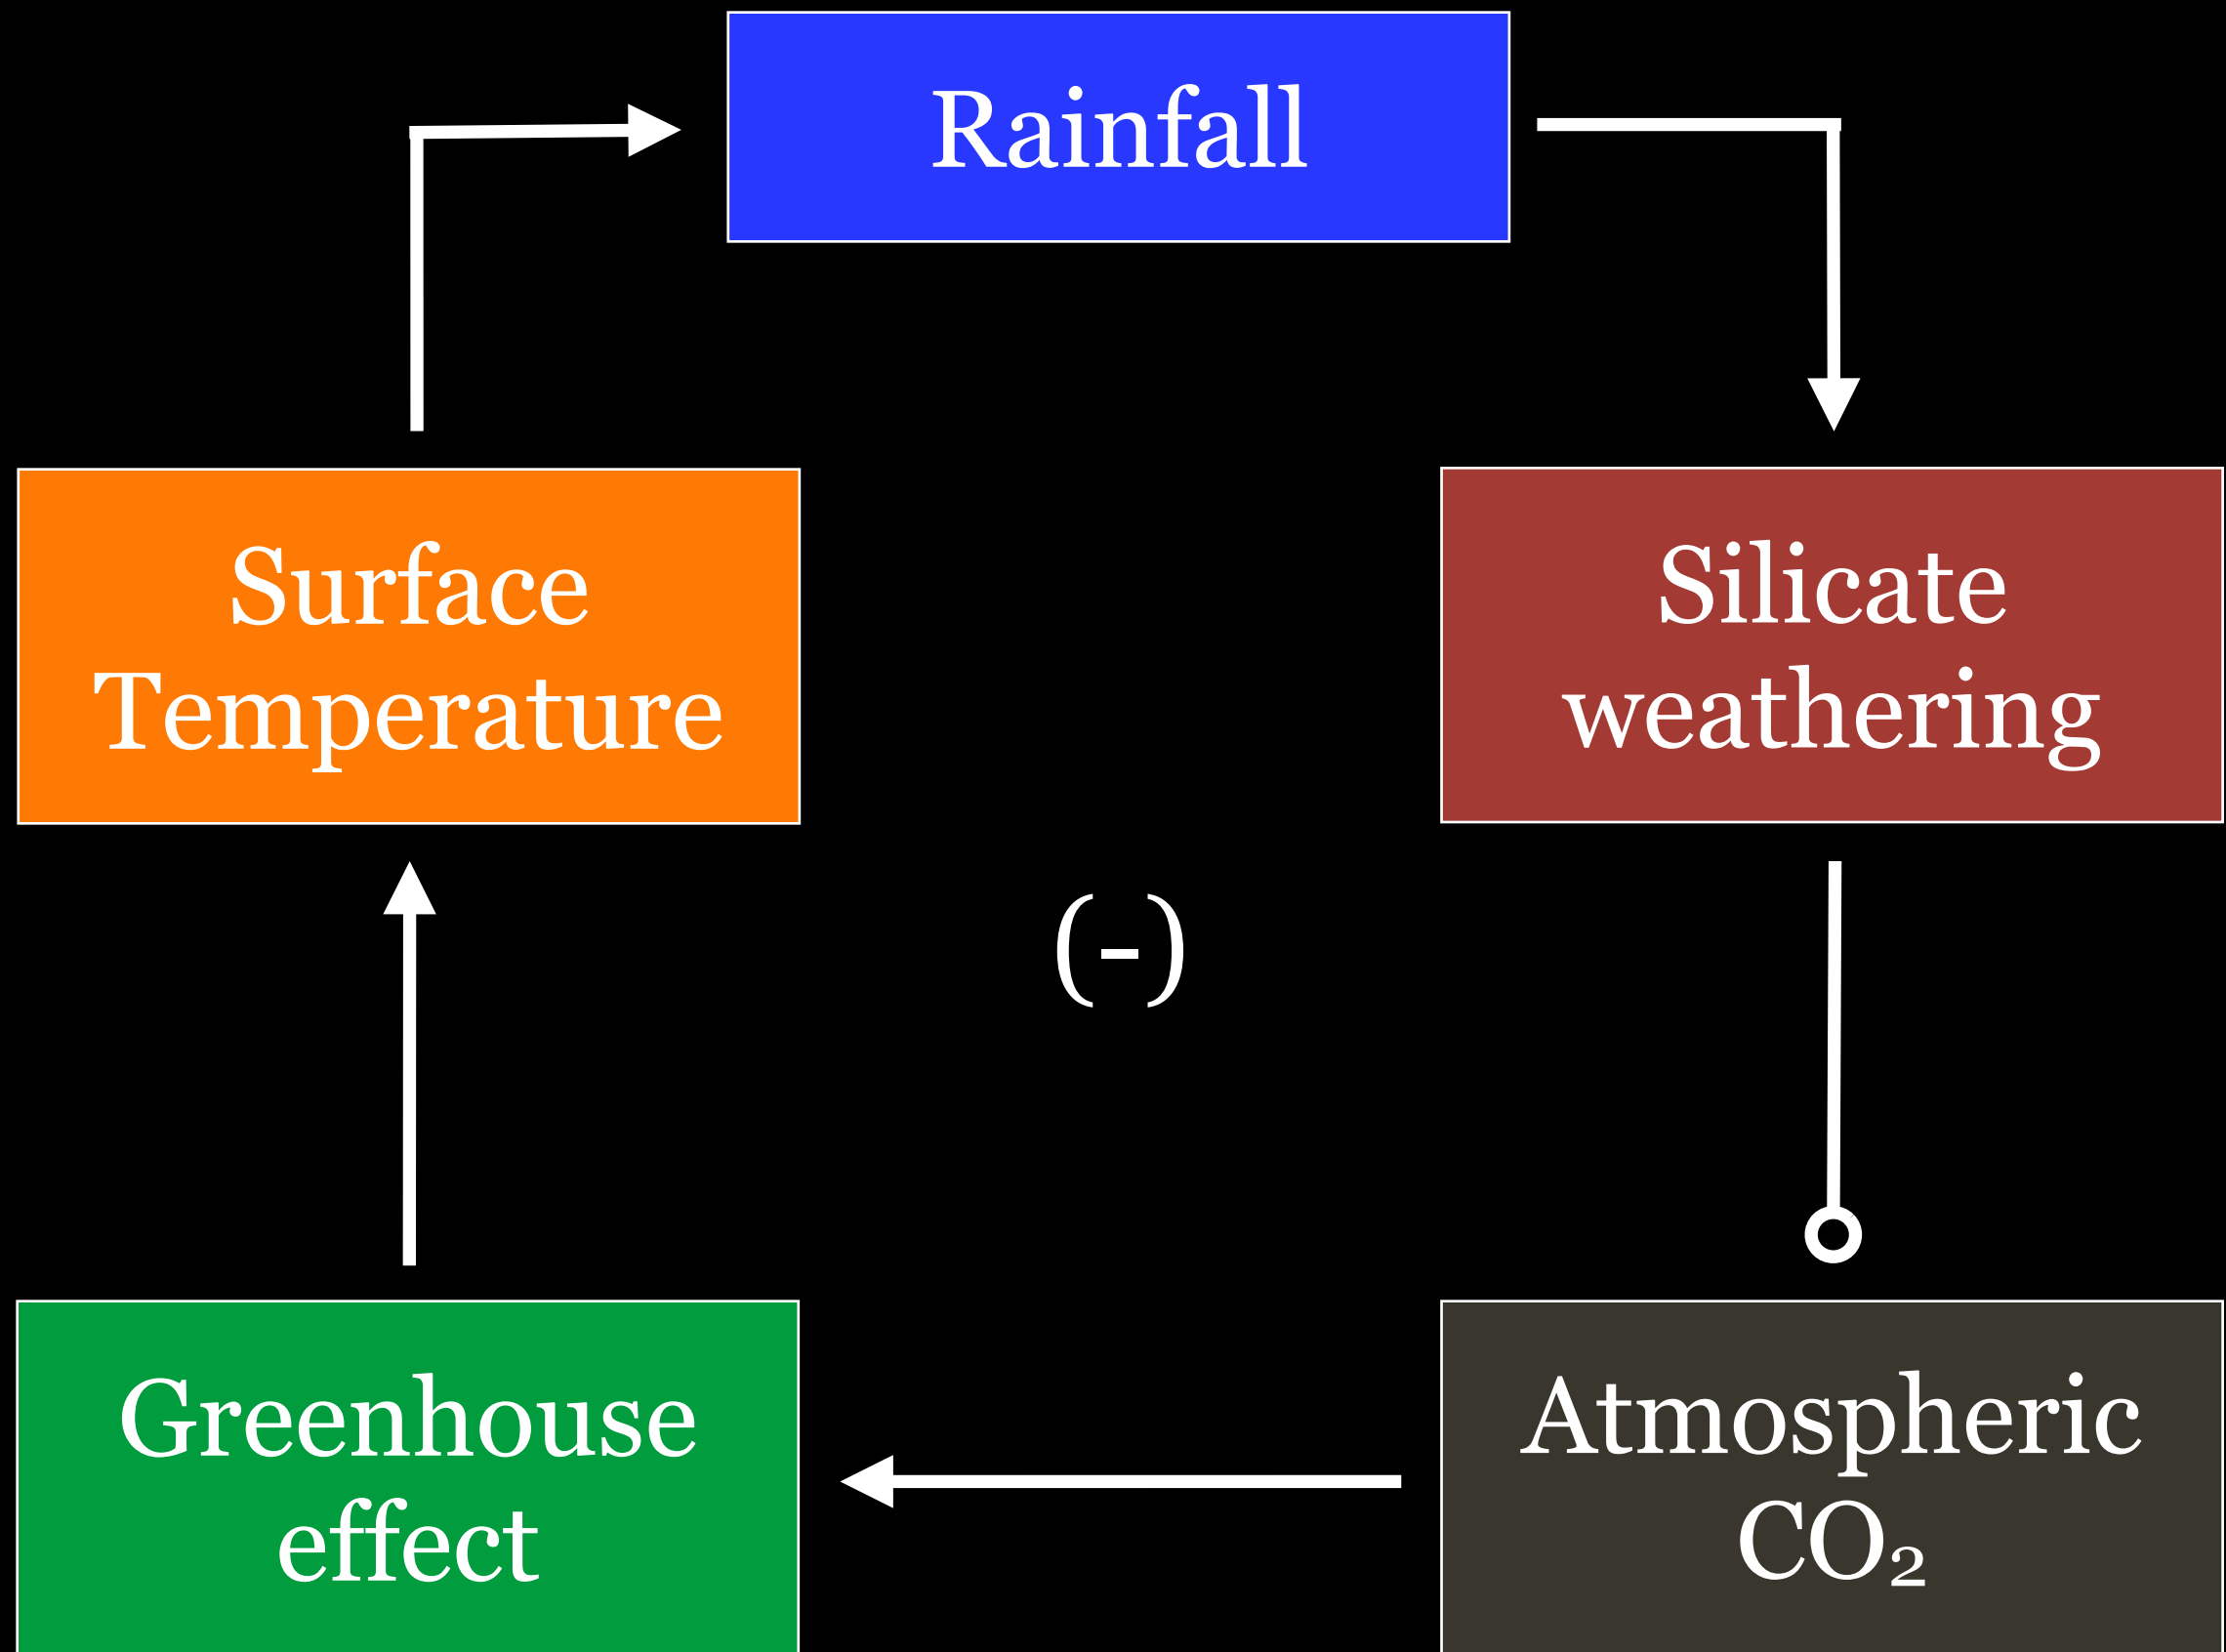 Rainfall
Surface
Temperature
Silicate
weathering
(-)
Greenhouse
effect
Atmospheric
CO₂